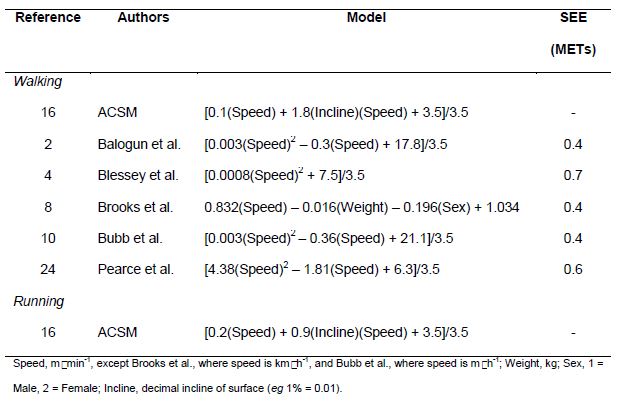 Reference Authors Model SEE
(METs)
Walking
16 ACSM [0.1(Speed) + 1.8(Incline)(Speed) + 3.5]/3.5 -
2 Balogun et al. [0.003(Speed)² – 0.3(Speed) + 17.8]/3.5 0.4
4 Blessey et al. [0.0008(Speed)² + 7.5]/3.5 0.7
8 Brooks et al. 0.832(Speed) – 0.016(Weight) – 0.196(Sex) + 1.034 0.4
10 Bubb et al. [0.003(Speed)² – 0.36(Speed) + 21.1]/3.5 0.4
24 Pearce et al. [4.38(Speed)² – 1.81(Speed) + 6.3]/3.5 0.6
Running
16 ACSM [0.2(Speed) + 0.9(Incline)(Speed) + 3.5]/3.5 -
Speed, m□min⁻¹, except Brooks et al., where speed is km□h⁻¹, and Bubb et al., where speed is m□h⁻¹; Weight, kg; Sex, 1 =
Male, 2 = Female; Incline, decimal incline of surface (eg 1% = 0.01).